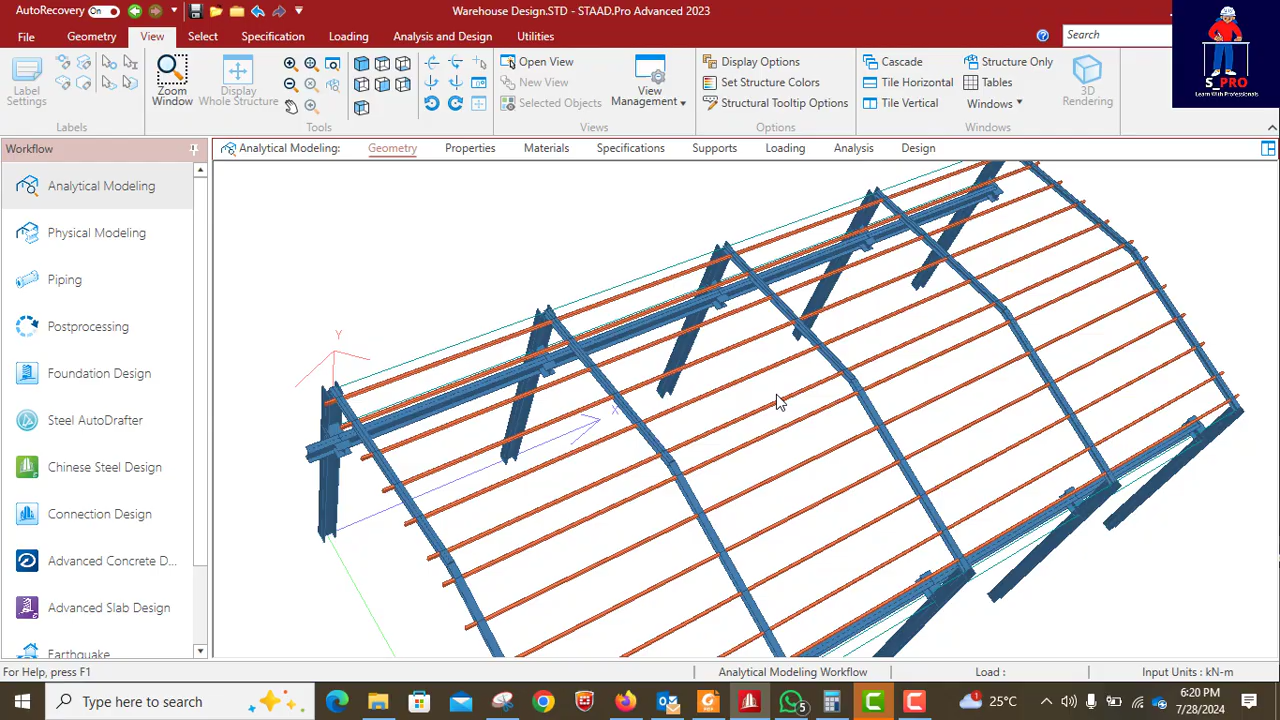 AutoRecovery On
Warehouse Design.STD - STAAD.Pro Advanced 2023
File Geometry View Select Specification Loading Analysis and Design Utilities
Search
S_PRO
Learn With Professionals
Label Settings
Labels
Zoom Window
Display Whole Structure
Tools
Open View
New View
Selected Objects
View Management
Views
Display Options
Set Structure Colors
Structural Tooltip Options
Options
Cascade
Tile Horizontal
Tile Vertical
Structure Only
Tables
Windows
Windows
3D Rendering
Workflow
Analytical Modeling: Geometry Properties Materials Specifications Supports Loading Analysis Design
Analytical Modeling
Physical Modeling
Piping
Postprocessing
Foundation Design
Steel AutoDrafter
Chinese Steel Design
Connection Design
Advanced Concrete D...
Advanced Slab Design
Earthquake
Y
X
For Help, press F1
Analytical Modeling Workflow
Load :
Input Units : kN-m
Type here to search
5
25°C
6:20 PM
7/28/2024